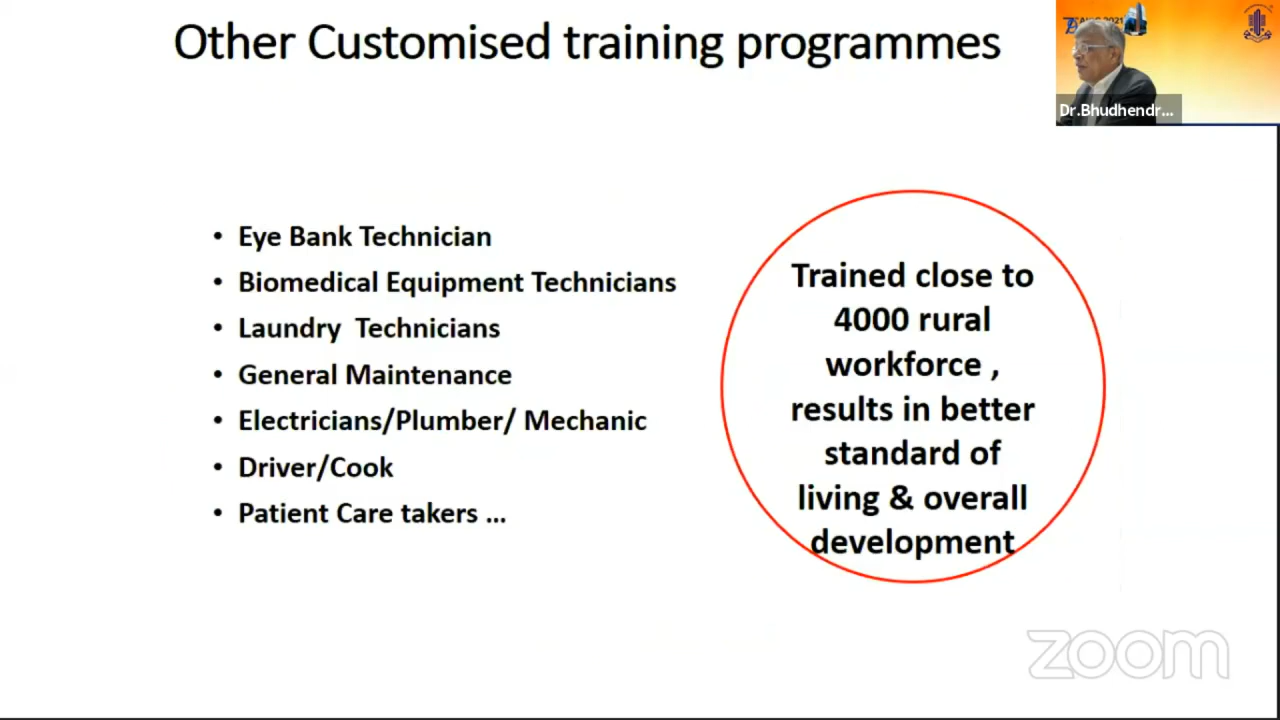 Other Customised training programmes
2021
Dr.Bhudhendr...
• Eye Bank Technician
• Biomedical Equipment Technicians
• Laundry Technicians
• General Maintenance
• Electricians/Plumber/ Mechanic
• Driver/Cook
• Patient Care takers ...
Trained close to
4000 rural
workforce ,
results in better
standard of
living & overall
development
zoom